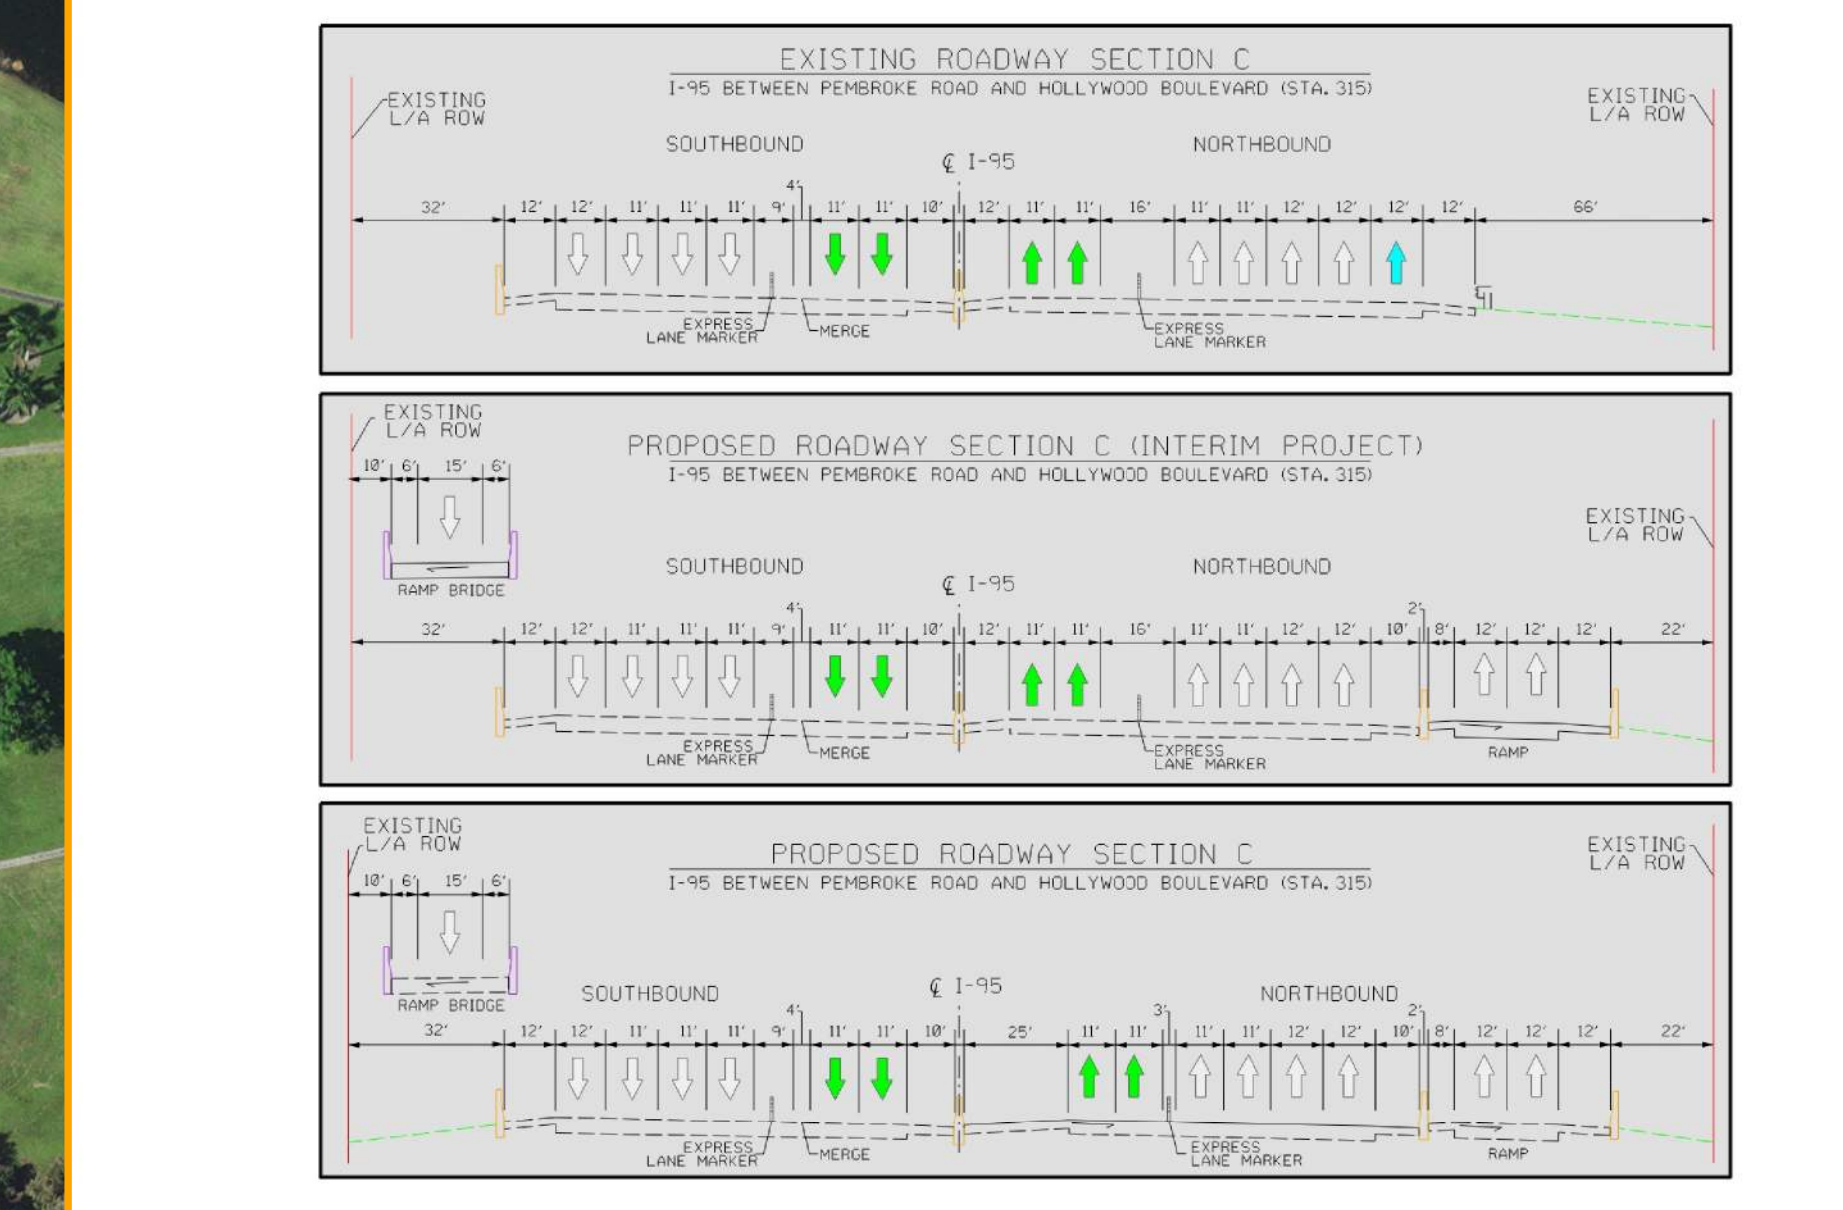 EXISTING ROADWAY SECTION C
I-95 BETWEEN PEMBROKE ROAD AND HOLLYWOOD BOULEVARD (STA. 315)
EXISTING
L/A ROW
EXISTING
L/A ROW
SOUTHBOUND
NORTHBOUND
℄ I-95
4'
32' 12' 12' 11' 11' 11' 9' 11' 11' 10' 12' 11' 11' 16' 11' 11' 12' 12' 12' 12' 66'
EXPRESS
LANE MARKER
MERGE
EXPRESS
LANE MARKER
EXISTING
L/A ROW
PROPOSED ROADWAY SECTION C (INTERIM PROJECT)
I-95 BETWEEN PEMBROKE ROAD AND HOLLYWOOD BOULEVARD (STA. 315)
10' 6' 15' 6'
EXISTING
L/A ROW
RAMP BRIDGE
SOUTHBOUND
NORTHBOUND
℄ I-95
4'
2'
32' 12' 12' 11' 11' 11' 9' 11' 11' 10' 12' 11' 11' 16' 11' 11' 12' 12' 10' 8' 12' 12' 12' 22'
EXPRESS
LANE MARKER
MERGE
EXPRESS
LANE MARKER
RAMP
EXISTING
L/A ROW
PROPOSED ROADWAY SECTION C
I-95 BETWEEN PEMBROKE ROAD AND HOLLYWOOD BOULEVARD (STA. 315)
EXISTING
L/A ROW
10' 6' 15' 6'
RAMP BRIDGE
SOUTHBOUND
NORTHBOUND
℄ I-95
4'
3'
2'
32' 12' 12' 11' 11' 11' 9' 11' 11' 10' 25' 11' 11' 11' 11' 12' 12' 10' 8' 12' 12' 12' 22'
EXPRESS
LANE MARKER
MERGE
EXPRESS
LANE MARKER
RAMP